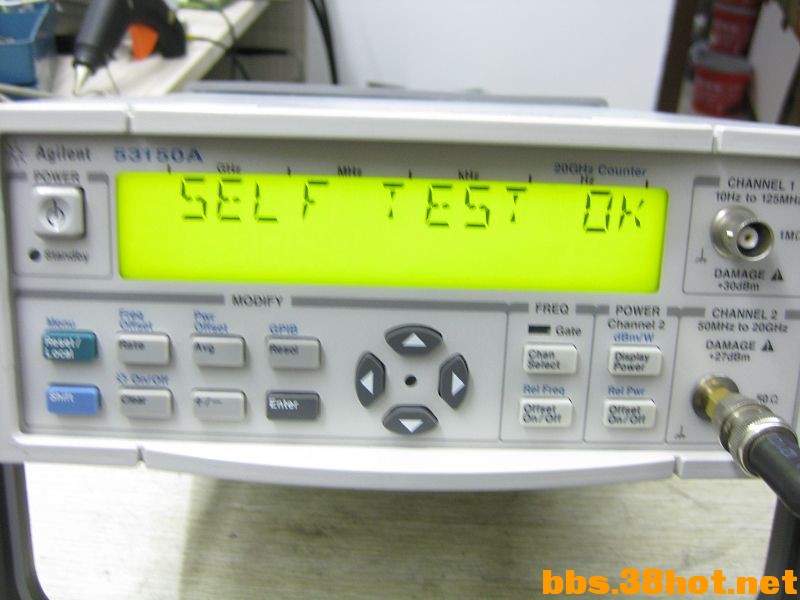 Agilent 53150A
20GHz Counter
GHz MHz kHz Hz
SELF TEST OK
POWER
Standby
CHANNEL 1
10Hz to 125MHz
1MΩ
DAMAGE
+30dBm
MODIFY
Menu
Reset/
Local
Freq
Offset
Rate
Pwr
Offset
Avg
GPIB
Resol
Shift
On/Off
Clear
+/−
Enter
FREQ
Gate
Chan
Select
Rel Freq
Offset
On/Off
POWER
Channel 2
dBm/W
Display
Power
Rel Pwr
Offset
On/Off
CHANNEL 2
50MHz to 20GHz
DAMAGE
+27dBm
50 Ω
bbs.38hot.net